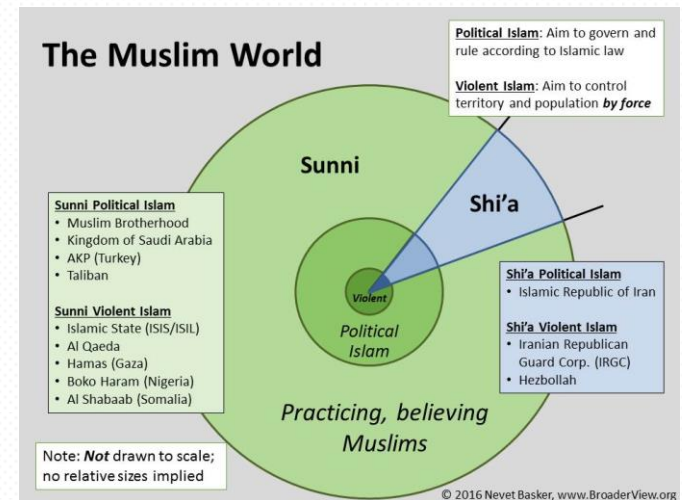 The Muslim World
Political Islam: Aim to govern and
rule according to Islamic law
Violent Islam: Aim to control
territory and population by force
Sunni
Shi'a
Sunni Political Islam
• Muslim Brotherhood
• Kingdom of Saudi Arabia
• AKP (Turkey)
• Taliban
Sunni Violent Islam
• Islamic State (ISIS/ISIL)
• Al Qaeda
• Hamas (Gaza)
• Boko Haram (Nigeria)
• Al Shabaab (Somalia)
Violent
Political
Islam
Shi'a Political Islam
• Islamic Republic of Iran
Shi'a Violent Islam
• Iranian Republican
Guard Corp. (IRGC)
• Hezbollah
Practicing, believing
Muslims
Note: Not drawn to scale;
no relative sizes implied
© 2016 Nevet Basker, www.BroaderView.org